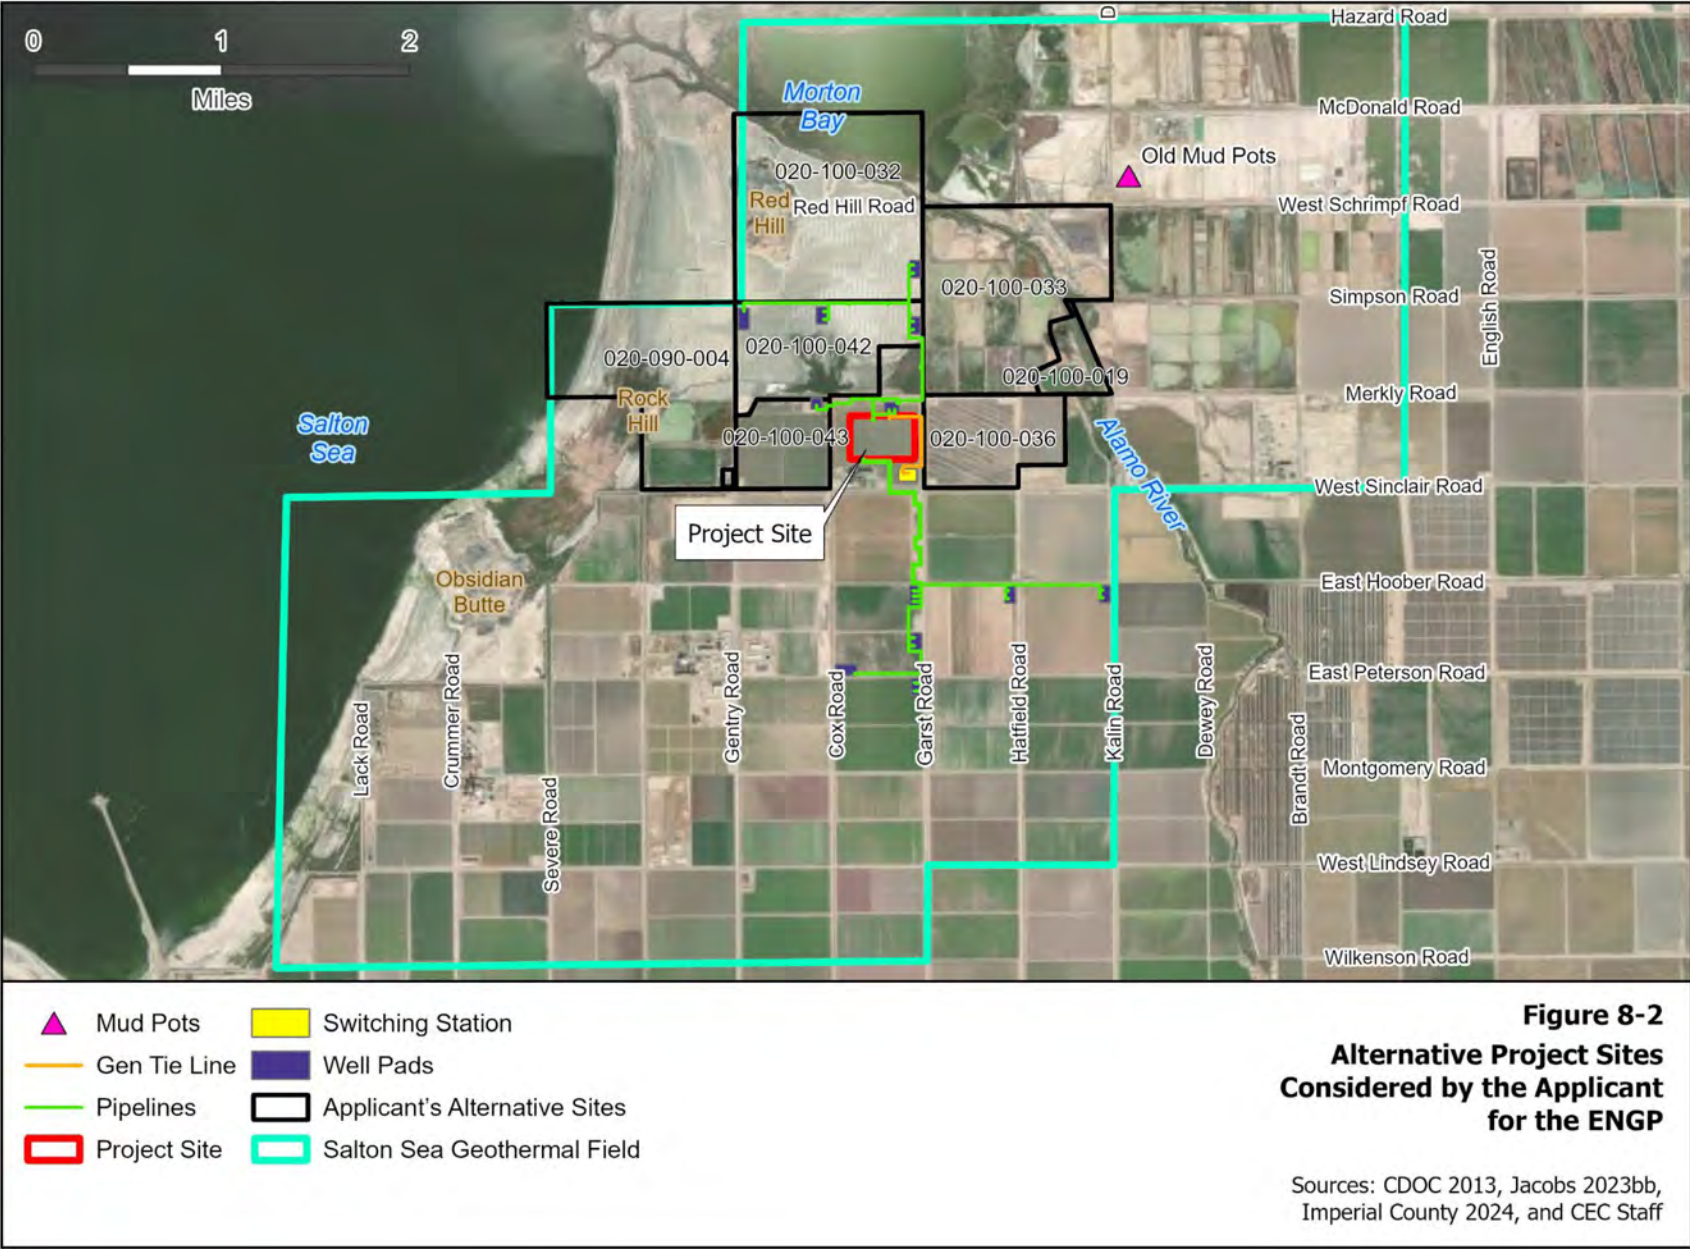 0 1 2
Miles
D
Hazard Road
Morton
Bay
McDonald Road
Old Mud Pots
020-100-032
Red
Hill
Red Hill Road
West Schrimpf Road
020-100-033
Simpson Road
English Road
020-090-004
020-100-042
020-100-019
Merkly Road
Rock
Hill
Salton
Sea
020-100-043
020-100-036
Alamo River
West Sinclair Road
Project Site
Obsidian
Butte
East Hoober Road
East Peterson Road
Lack Road
Crummer Road
Severe Road
Gentry Road
Cox Road
Garst Road
Hatfield Road
Kalin Road
Dewey Road
Brandt Road
Montgomery Road
West Lindsey Road
Wilkenson Road
Mud Pots
Gen Tie Line
Pipelines
Project Site
Switching Station
Well Pads
Applicant's Alternative Sites
Salton Sea Geothermal Field
Figure 8-2
Alternative Project Sites
Considered by the Applicant
for the ENGP
Sources: CDOC 2013, Jacobs 2023bb,
Imperial County 2024, and CEC Staff